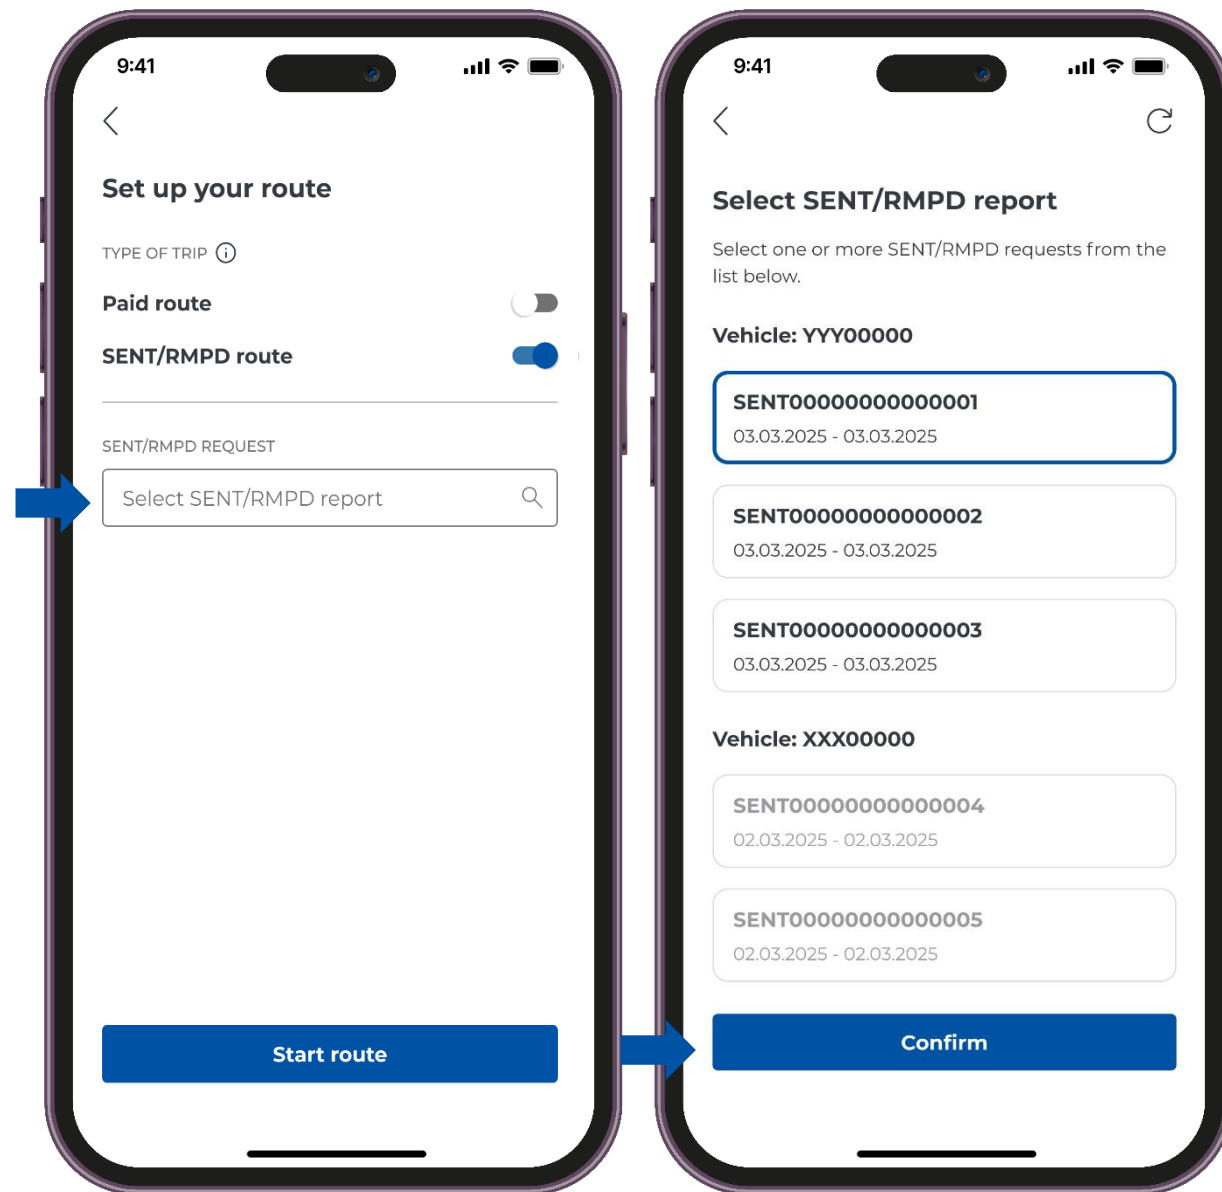 9:41
Set up your route
TYPE OF TRIP
Paid route
SENT/RMPD route
SENT/RMPD REQUEST
Select SENT/RMPD report
Start route
9:41
Select SENT/RMPD report
Select one or more SENT/RMPD requests from the
list below.
Vehicle: YYY00000
SENT00000000000001
03.03.2025 - 03.03.2025
SENT00000000000002
03.03.2025 - 03.03.2025
SENT00000000000003
03.03.2025 - 03.03.2025
Vehicle: XXX00000
SENT00000000000004
02.03.2025 - 02.03.2025
SENT00000000000005
02.03.2025 - 02.03.2025
Confirm